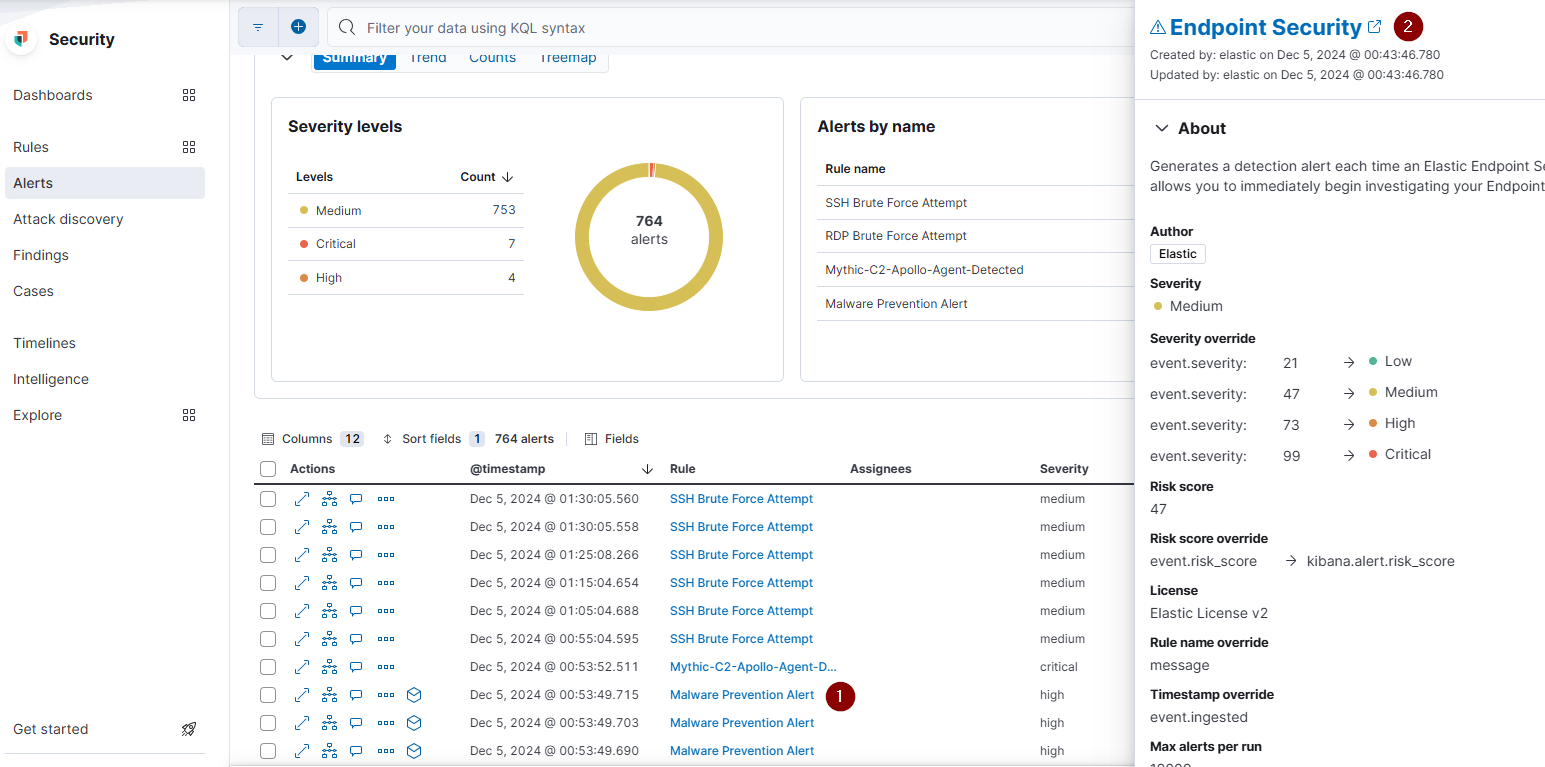 Security
Dashboards
Rules
Alerts
Attack discovery
Findings
Cases
Timelines
Intelligence
Explore
Get started
Filter your data using KQL syntax
Summary Trend Counts Treemap
Severity levels
Levels Count
Medium 753
Critical 7
High 4
764
alerts
Alerts by name
Rule name
SSH Brute Force Attempt
RDP Brute Force Attempt
Mythic-C2-Apollo-Agent-Detected
Malware Prevention Alert
Columns 12 Sort fields 1 764 alerts Fields
Actions @timestamp Rule Assignees Severity
Dec 5, 2024 @ 01:30:05.560 SSH Brute Force Attempt medium
Dec 5, 2024 @ 01:30:05.558 SSH Brute Force Attempt medium
Dec 5, 2024 @ 01:25:08.266 SSH Brute Force Attempt medium
Dec 5, 2024 @ 01:15:04.654 SSH Brute Force Attempt medium
Dec 5, 2024 @ 01:05:04.688 SSH Brute Force Attempt medium
Dec 5, 2024 @ 00:55:04.595 SSH Brute Force Attempt medium
Dec 5, 2024 @ 00:53:52.511 Mythic-C2-Apollo-Agent-D... critical
Dec 5, 2024 @ 00:53:49.715 Malware Prevention Alert 1 high
Dec 5, 2024 @ 00:53:49.703 Malware Prevention Alert high
Dec 5, 2024 @ 00:53:49.690 Malware Prevention Alert high
Endpoint Security 2
Created by: elastic on Dec 5, 2024 @ 00:43:46.780
Updated by: elastic on Dec 5, 2024 @ 00:43:46.780
About
Generates a detection alert each time an Elastic Endpoint Se
allows you to immediately begin investigating your Endpoint
Author
Elastic
Severity
Medium
Severity override
event.severity: 21 → Low
event.severity: 47 → Medium
event.severity: 73 → High
event.severity: 99 → Critical
Risk score
47
Risk score override
event.risk_score → kibana.alert.risk_score
License
Elastic License v2
Rule name override
message
Timestamp override
event.ingested
Max alerts per run